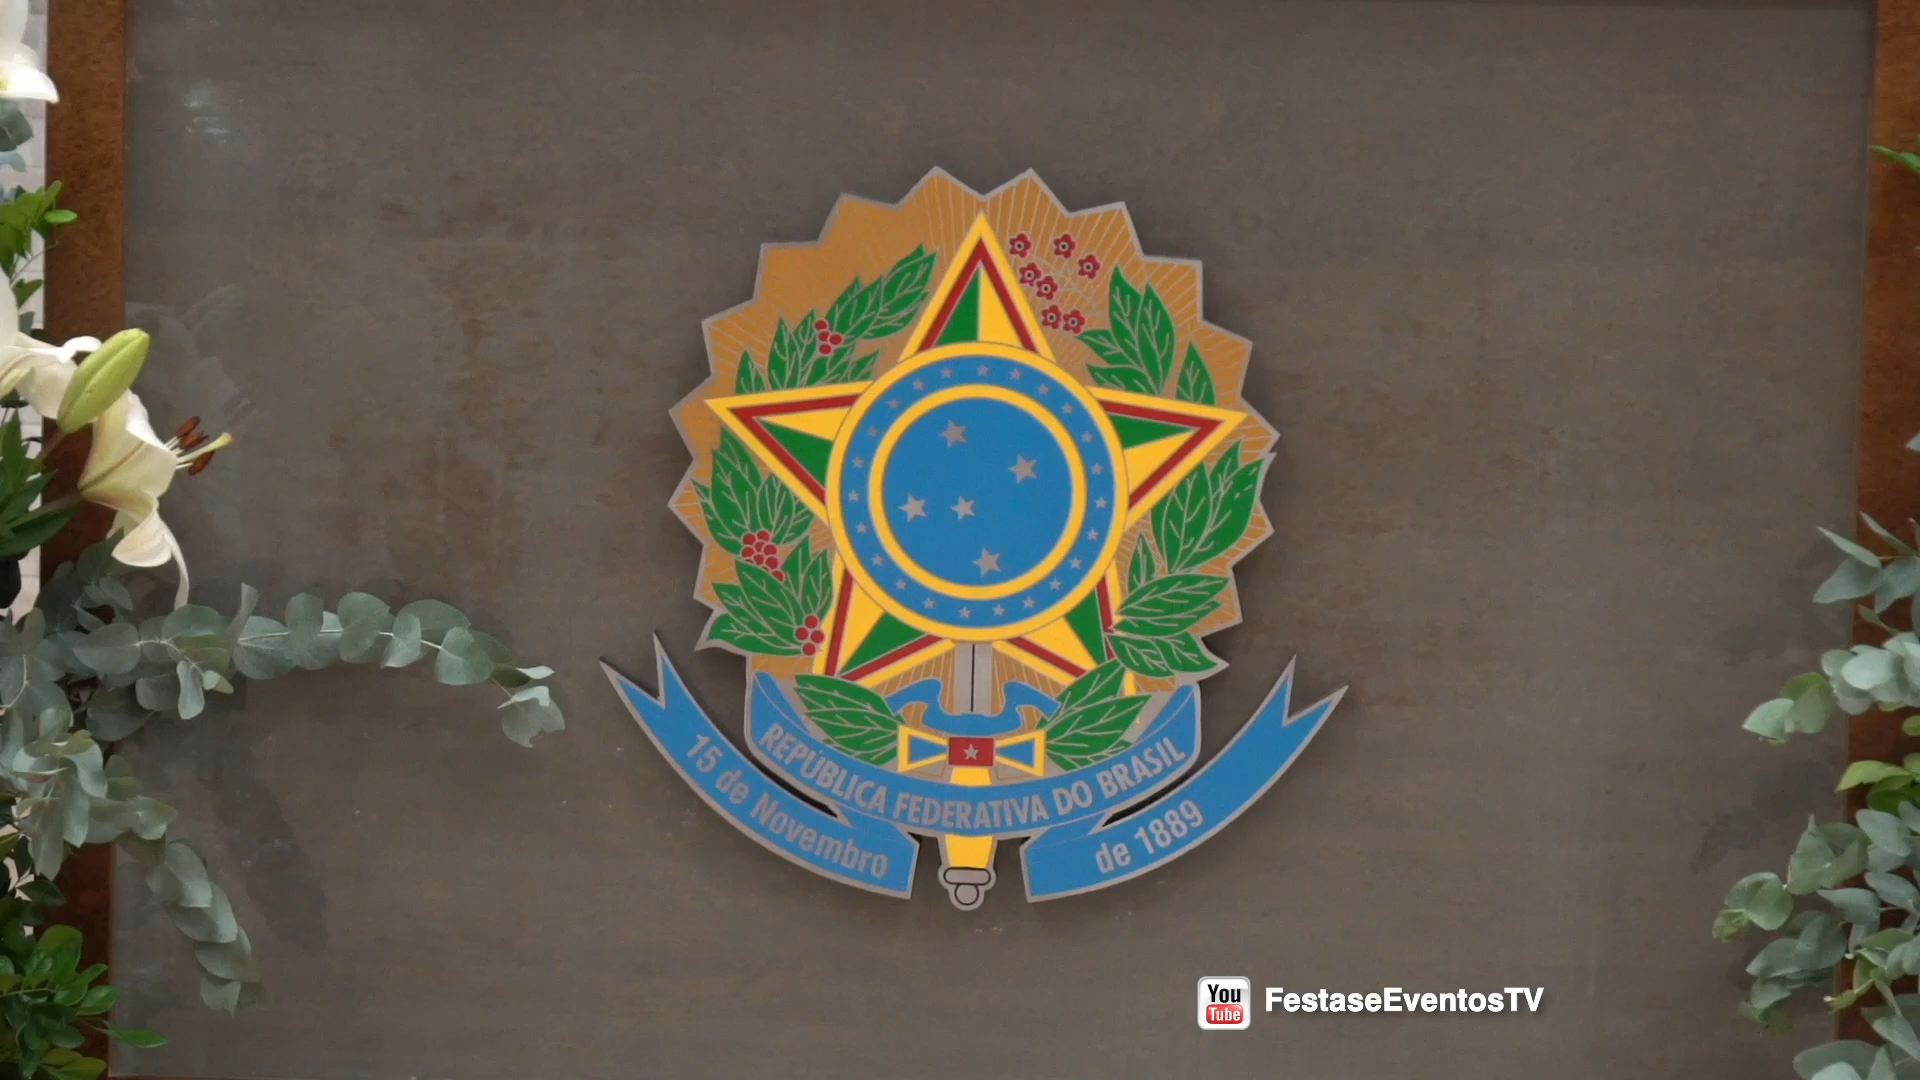 REPÚBLICA FEDERATIVA DO BRASIL
15 de Novembro
de 1889
You
Tube
FestaseEventosTV